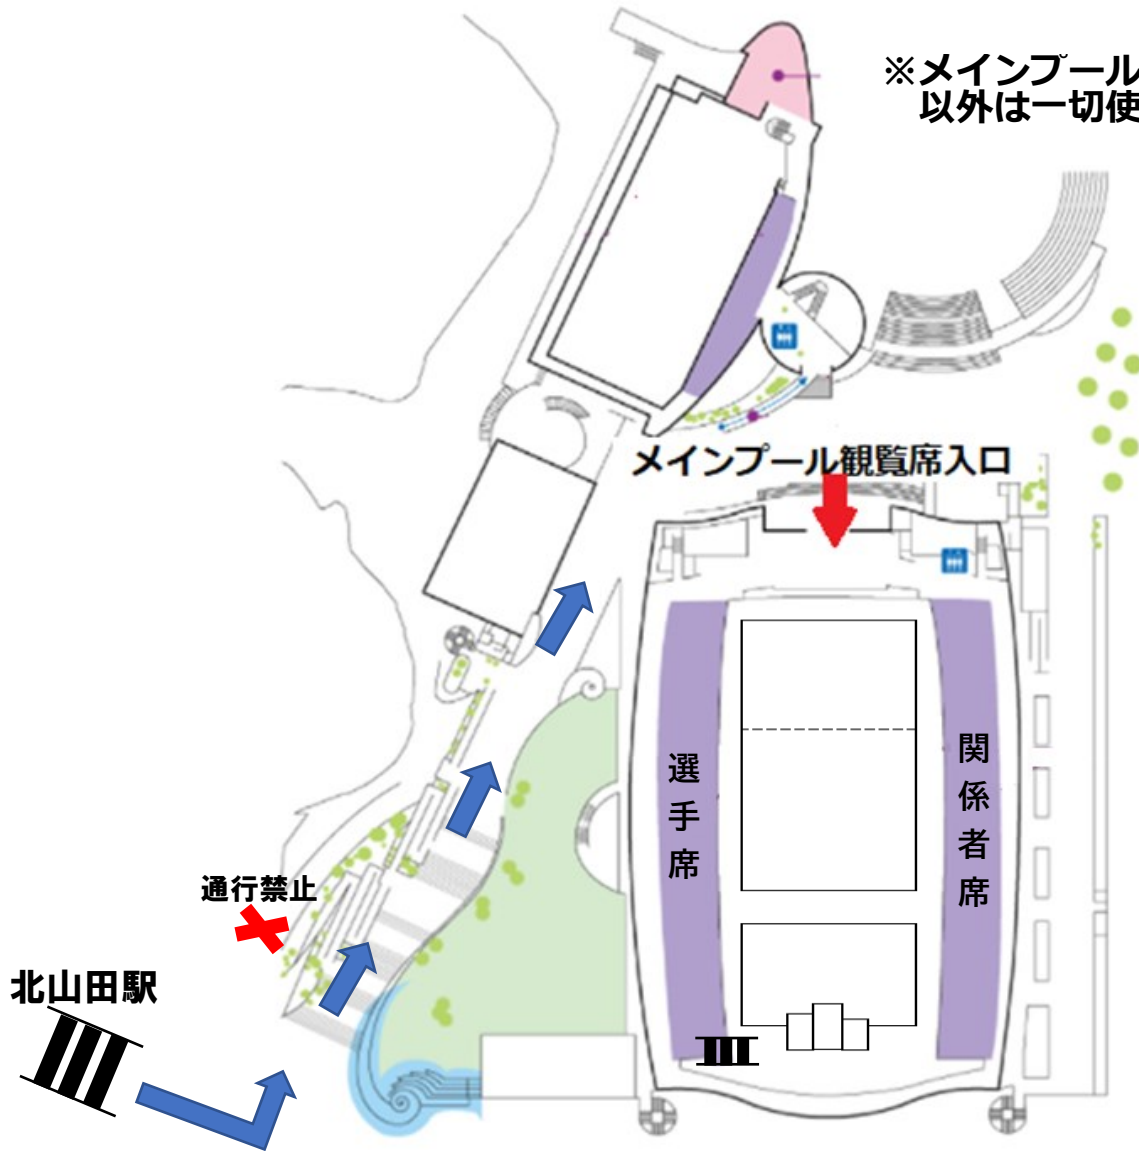 ※メインプール
以外は一切使
メインプール観覧席入口
選手席
関係者席
通行禁止
北山田駅